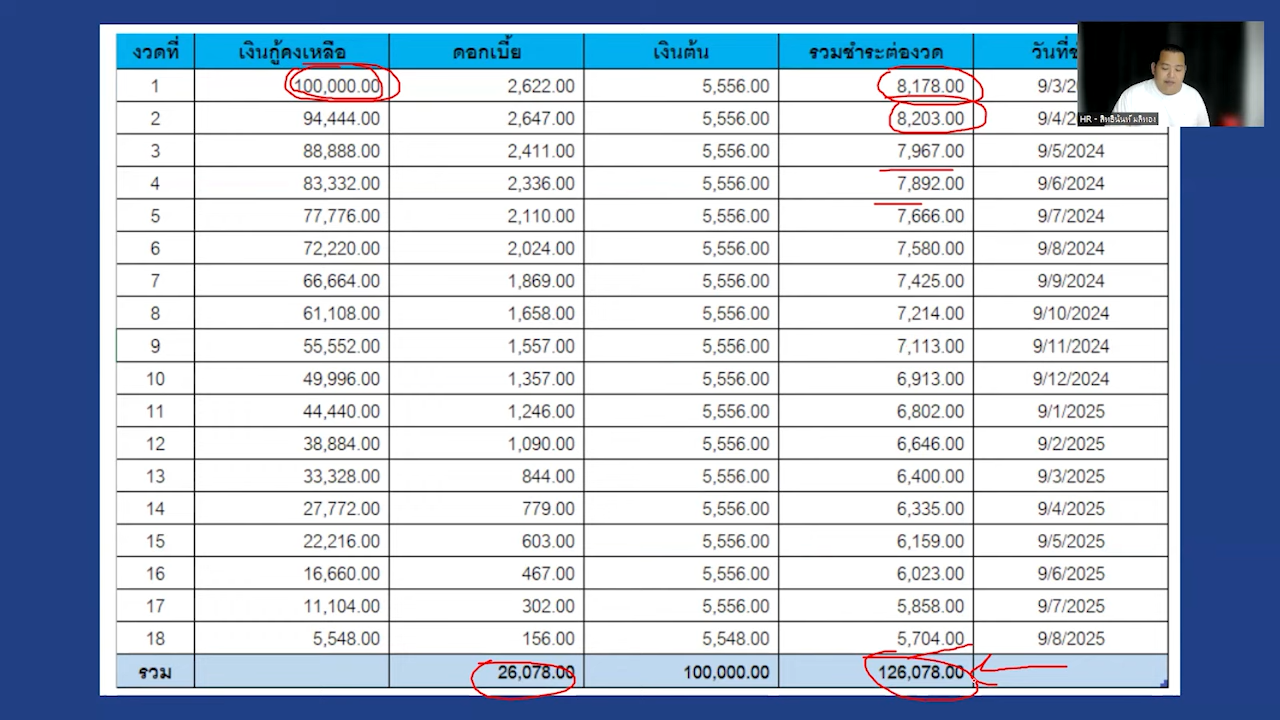 งวดที่ เงินกู้คงเหลือ ดอกเบี้ย เงินต้น รวมชำระต่องวด วันที่
1 100,000.00 2,622.00 5,556.00 8,178.00 9/3/2
2 94,444.00 2,647.00 5,556.00 8,203.00 9/4/2
HR -
3 88,888.00 2,411.00 5,556.00 7,967.00 9/5/2024
4 83,332.00 2,336.00 5,556.00 7,892.00 9/6/2024
5 77,776.00 2,110.00 5,556.00 7,666.00 9/7/2024
6 72,220.00 2,024.00 5,556.00 7,580.00 9/8/2024
7 66,664.00 1,869.00 5,556.00 7,425.00 9/9/2024
8 61,108.00 1,658.00 5,556.00 7,214.00 9/10/2024
9 55,552.00 1,557.00 5,556.00 7,113.00 9/11/2024
10 49,996.00 1,357.00 5,556.00 6,913.00 9/12/2024
11 44,440.00 1,246.00 5,556.00 6,802.00 9/1/2025
12 38,884.00 1,090.00 5,556.00 6,646.00 9/2/2025
13 33,328.00 844.00 5,556.00 6,400.00 9/3/2025
14 27,772.00 779.00 5,556.00 6,335.00 9/4/2025
15 22,216.00 603.00 5,556.00 6,159.00 9/5/2025
16 16,660.00 467.00 5,556.00 6,023.00 9/6/2025
17 11,104.00 302.00 5,556.00 5,858.00 9/7/2025
18 5,548.00 156.00 5,548.00 5,704.00 9/8/2025
รวม 26,078.00 100,000.00 126,078.00